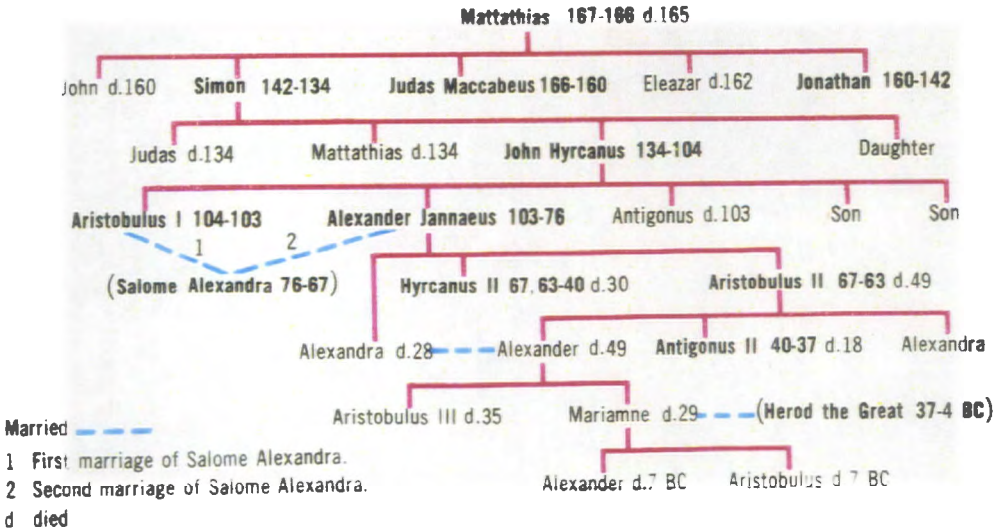 Mattathias 167-166 d.165
John d.160 Simon 142-134 Judas Maccabeus 166-160 Eleazar d.162 Jonathan 160-142
Judas d.134 Mattathias d.134 John Hyrcanus 134-104 Daughter
Aristobulus I 104-103 Alexander Jannaeus 103-76 Antigonus d.103 Son Son
1 2
(Salome Alexandra 76-67) Hyrcanus II 67, 63-40 d.30 Aristobulus II 67-63 d.49
Alexandra d.28 Alexander d.49 Antigonus II 40-37 d.18 Alexandra
Aristobulus III d.35 Mariamne d.29 (Herod the Great 37-4 BC)
Married
1 First marriage of Salome Alexandra.
Alexander d.7 BC Aristobulus d 7 BC
2 Second marriage of Salome Alexandra.
d died